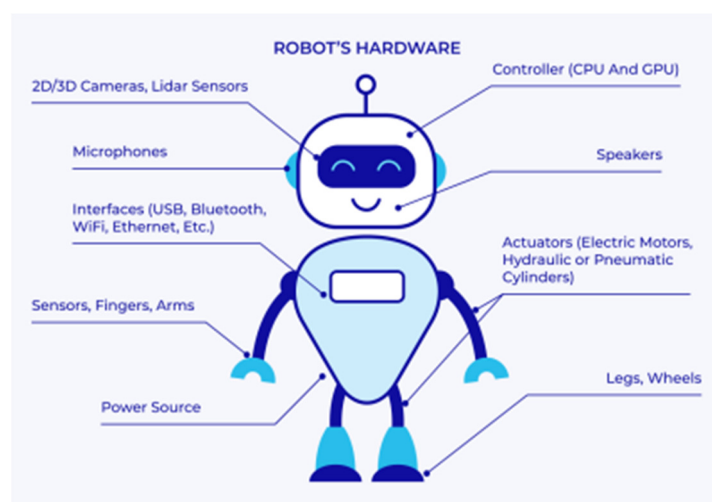 ROBOT'S HARDWARE
2D/3D Cameras, Lidar Sensors
Controller (CPU And GPU)
Microphones
Speakers
Interfaces (USB, Bluetooth,
WiFi, Ethernet, Etc.)
Actuators (Electric Motors,
Hydraulic or Pneumatic
Cylinders)
Sensors, Fingers, Arms
Legs, Wheels
Power Source